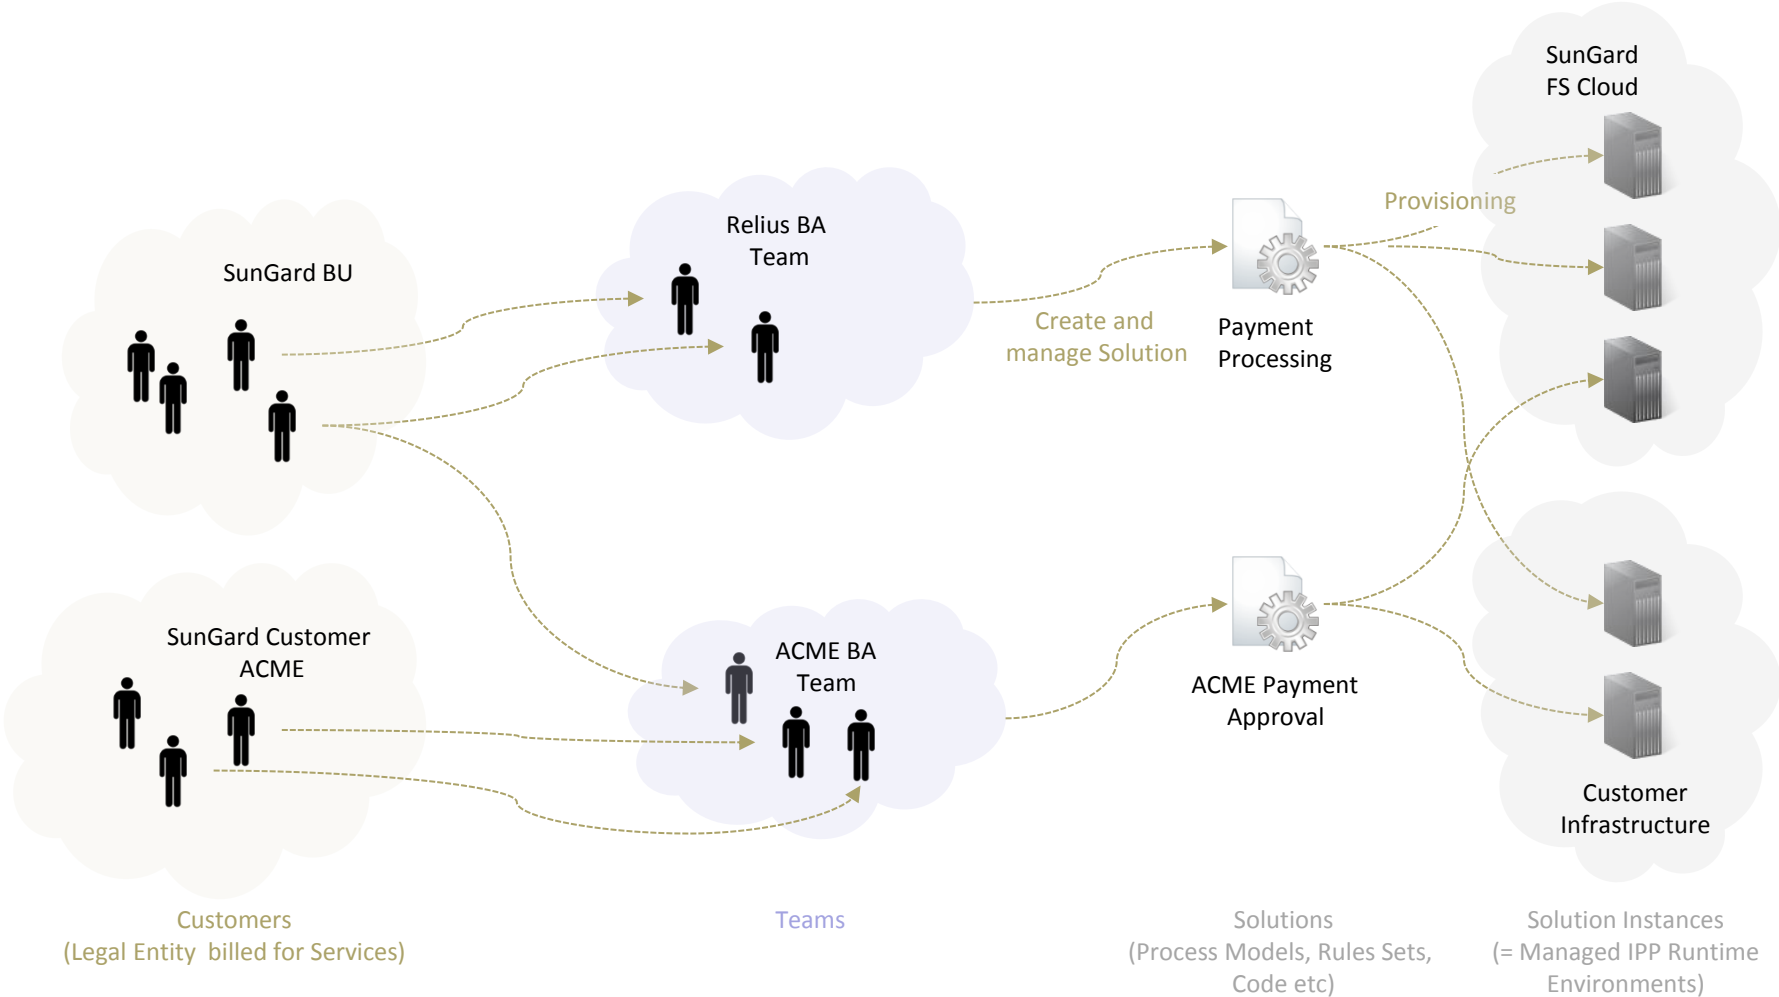 SunGard
FS Cloud
Provisioning
Relius BA
Team
SunGard BU
Create and
manage Solution
Payment
Processing
SunGard Customer
ACME
ACME BA
Team
ACME Payment
Approval
Customer
Infrastructure
Customers
(Legal Entity  billed for Services)
Teams
Solutions
(Process Models, Rules Sets,
Code etc)
Solution Instances
(= Managed IPP Runtime
Environments)